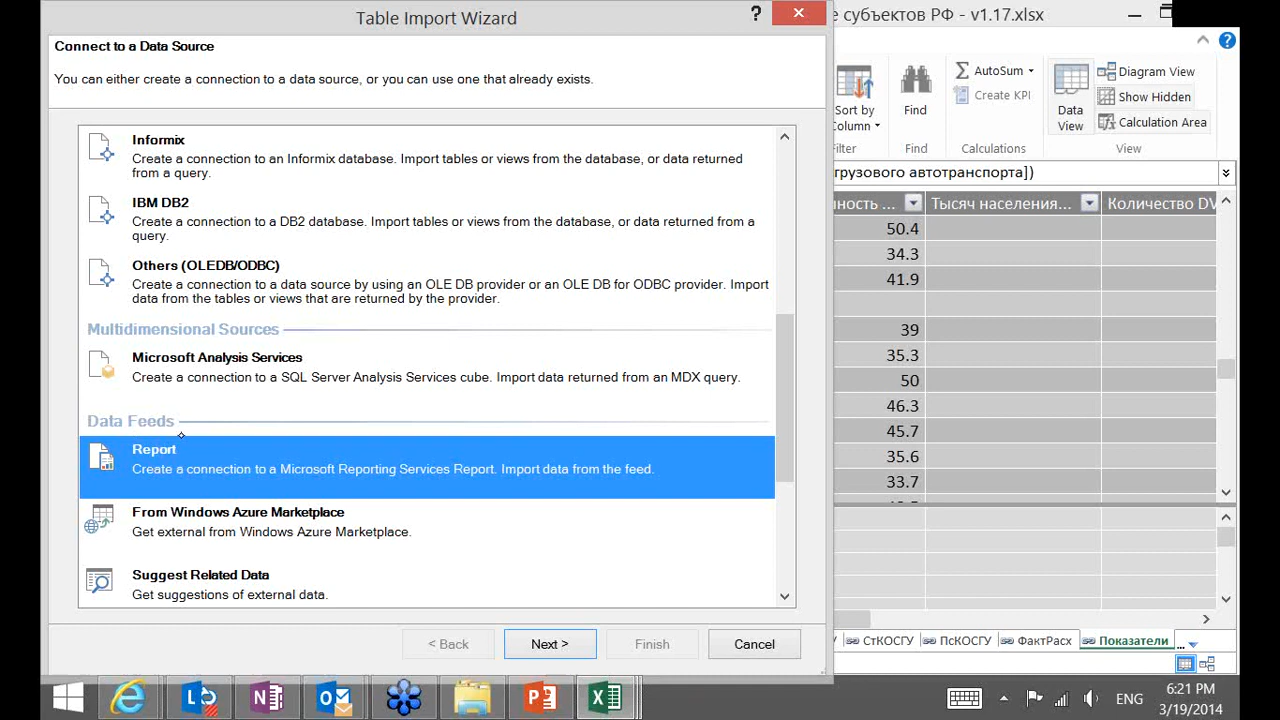 Table Import Wizard
?
е субъектов РФ - v1.17.xlsx
Connect to a Data Source
You can either create a connection to a data source, or you can use one that already exists.
Informix
Create a connection to an Informix database. Import tables or views from the database, or data returned
from a query.
IBM DB2
Create a connection to a DB2 database. Import tables or views from the database, or data returned from a
query.
Others (OLEDB/ODBC)
Create a connection to a data source by using an OLE DB provider or an OLE DB for ODBC provider. Import
data from the tables or views that are returned by the provider.
Multidimensional Sources
Microsoft Analysis Services
Create a connection to a SQL Server Analysis Services cube. Import data returned from an MDX query.
Data Feeds
Report
Create a connection to a Microsoft Reporting Services Report. Import data from the feed.
From Windows Azure Marketplace
Get external from Windows Azure Marketplace.
Suggest Related Data
Get suggestions of external data.
< Back
Next >
Finish
Cancel
Sort by
Column
Find
AutoSum
Create KPI
Data
View
Diagram View
Show Hidden
Calculation Area
ilter
Find
Calculations
View
грузового автотранспорта])
ность ...
Тысяч населения...
Количество DV
50.4
34.3
41.9
39
35.3
50
46.3
45.7
35.6
33.7
СтКОСГУ
ПсКОСГУ
ФактРасх
Показатели
...
ENG
6:21 PM
3/19/2014